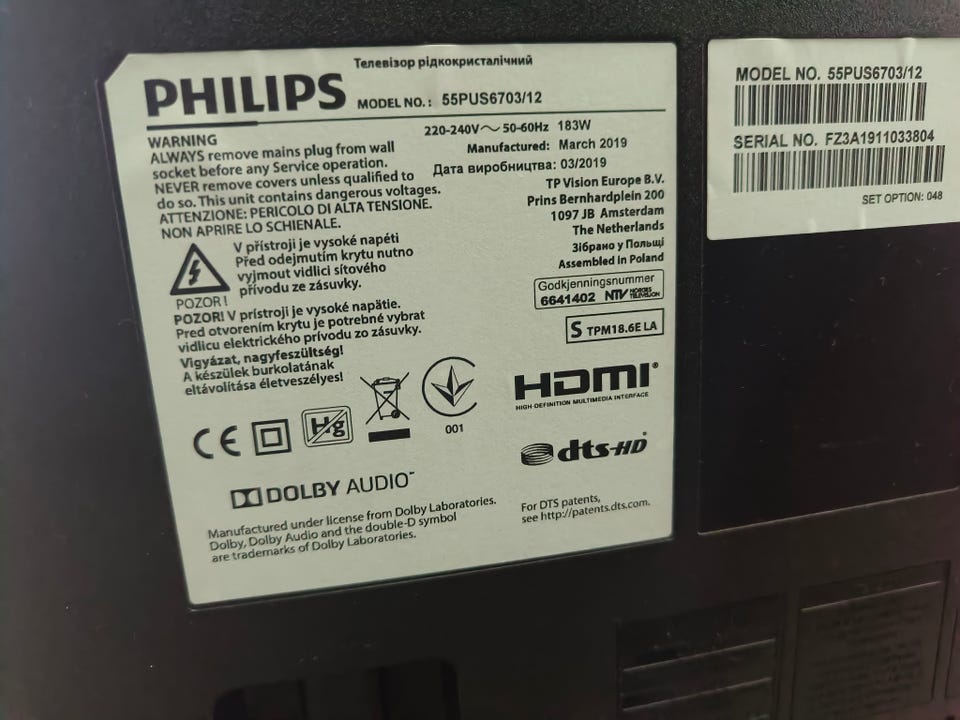 Телевізор рідкокристалічний
PHILIPS MODEL NO.: 55PUS6703/12
220-240V～ 50-60Hz 183W
Manufactured: March 2019
Дата виробництва: 03/2019
TP Vision Europe B.V.
Prins Bernhardplein 200
1097 JB Amsterdam
The Netherlands
Зібрано у Польщі
Assembled in Poland
WARNING
ALWAYS remove mains plug from wall
socket before any Service operation.
NEVER remove covers unless qualified to
do so. This unit contains dangerous voltages.
ATTENZIONE: PERICOLO DI ALTA TENSIONE.
NON APRIRE LO SCHIENALE.
V přístroji je vysoké napětí
Před odejmutím krytu nutno
vyjmout vidlici síťového
přívodu ze zásuvky.
POZOR!
POZOR! V prístroji je vysoké napätie.
Pred otvorením krytu je potrebné vybrat
vidlicu elektrického prívodu zo zásuvky.
Vigyázat, nagyfeszültség!
A készülek burkolatának
eltávolítása életveszélyes!
Godkjenningsnummer
6641402 NTV NORGES TELEVISJON
S TPM18.6E LA
CE
Hg
001
HDMI®
HIGH-DEFINITION MULTIMEDIA INTERFACE
dts-HD
DOLBY AUDIO™
For DTS patents,
see http://patents.dts.com.
Manufactured under license from Dolby Laboratories.
Dolby, Dolby Audio and the double-D symbol
are trademarks of Dolby Laboratories.
MODEL NO. 55PUS6703/12
SERIAL NO. FZ3A1911033804
SET OPTION: 048